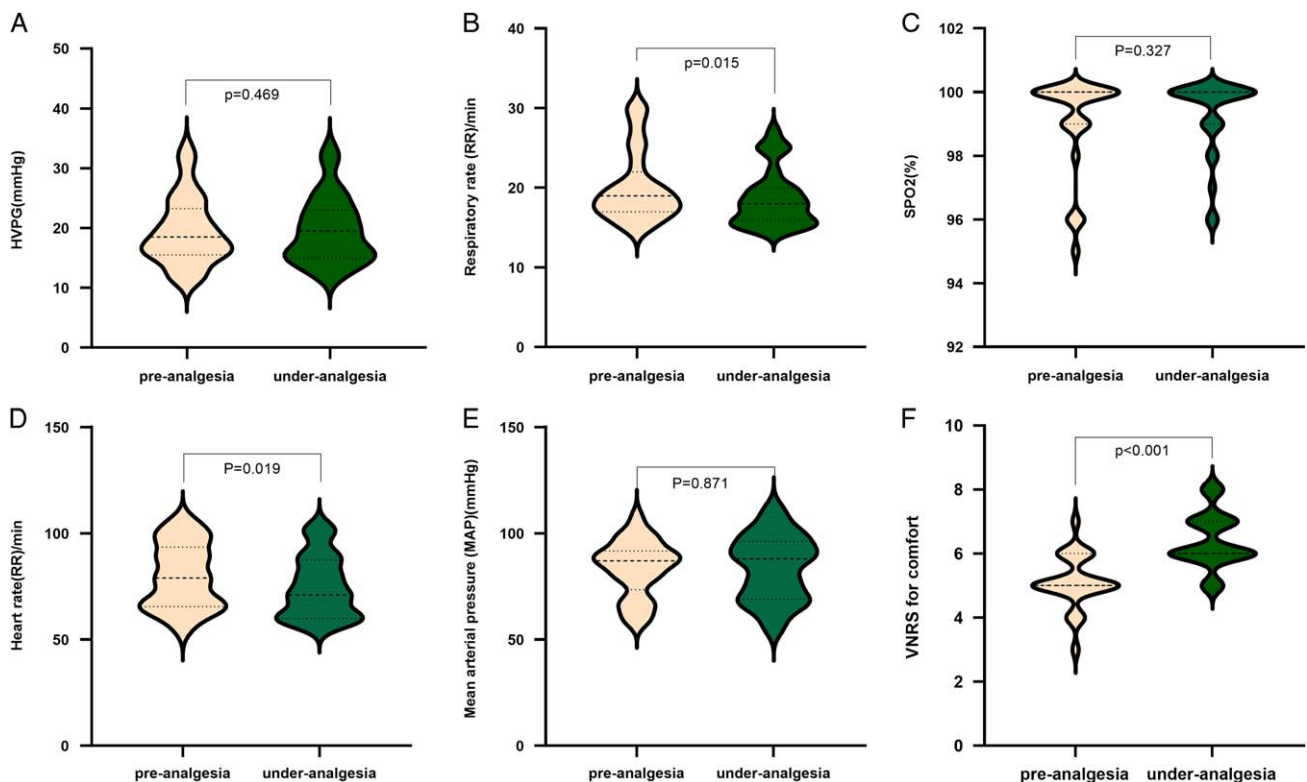 A
HVPG(mmHg)
50
40
30
20
10
0
p=0.469
pre-analgesia
under-analgesia
B
Respiratory rate (RR)/min
40
30
20
10
0
p=0.015
pre-analgesia
under-analgesia
C
SPO2(%)
102
100
98
96
94
92
P=0.327
pre-analgesia
under-analgesia
D
Heart rate(RR)/min
150
100
50
0
P=0.019
pre-analgesia
under-analgesia
E
Mean arterial pressure (MAP)(mmHg)
150
100
50
0
P=0.871
pre-analgesia
under-analgesia
F
VNRS for comfort
10
8
6
4
2
0
p<0.001
pre-analgesia
under-analgesia